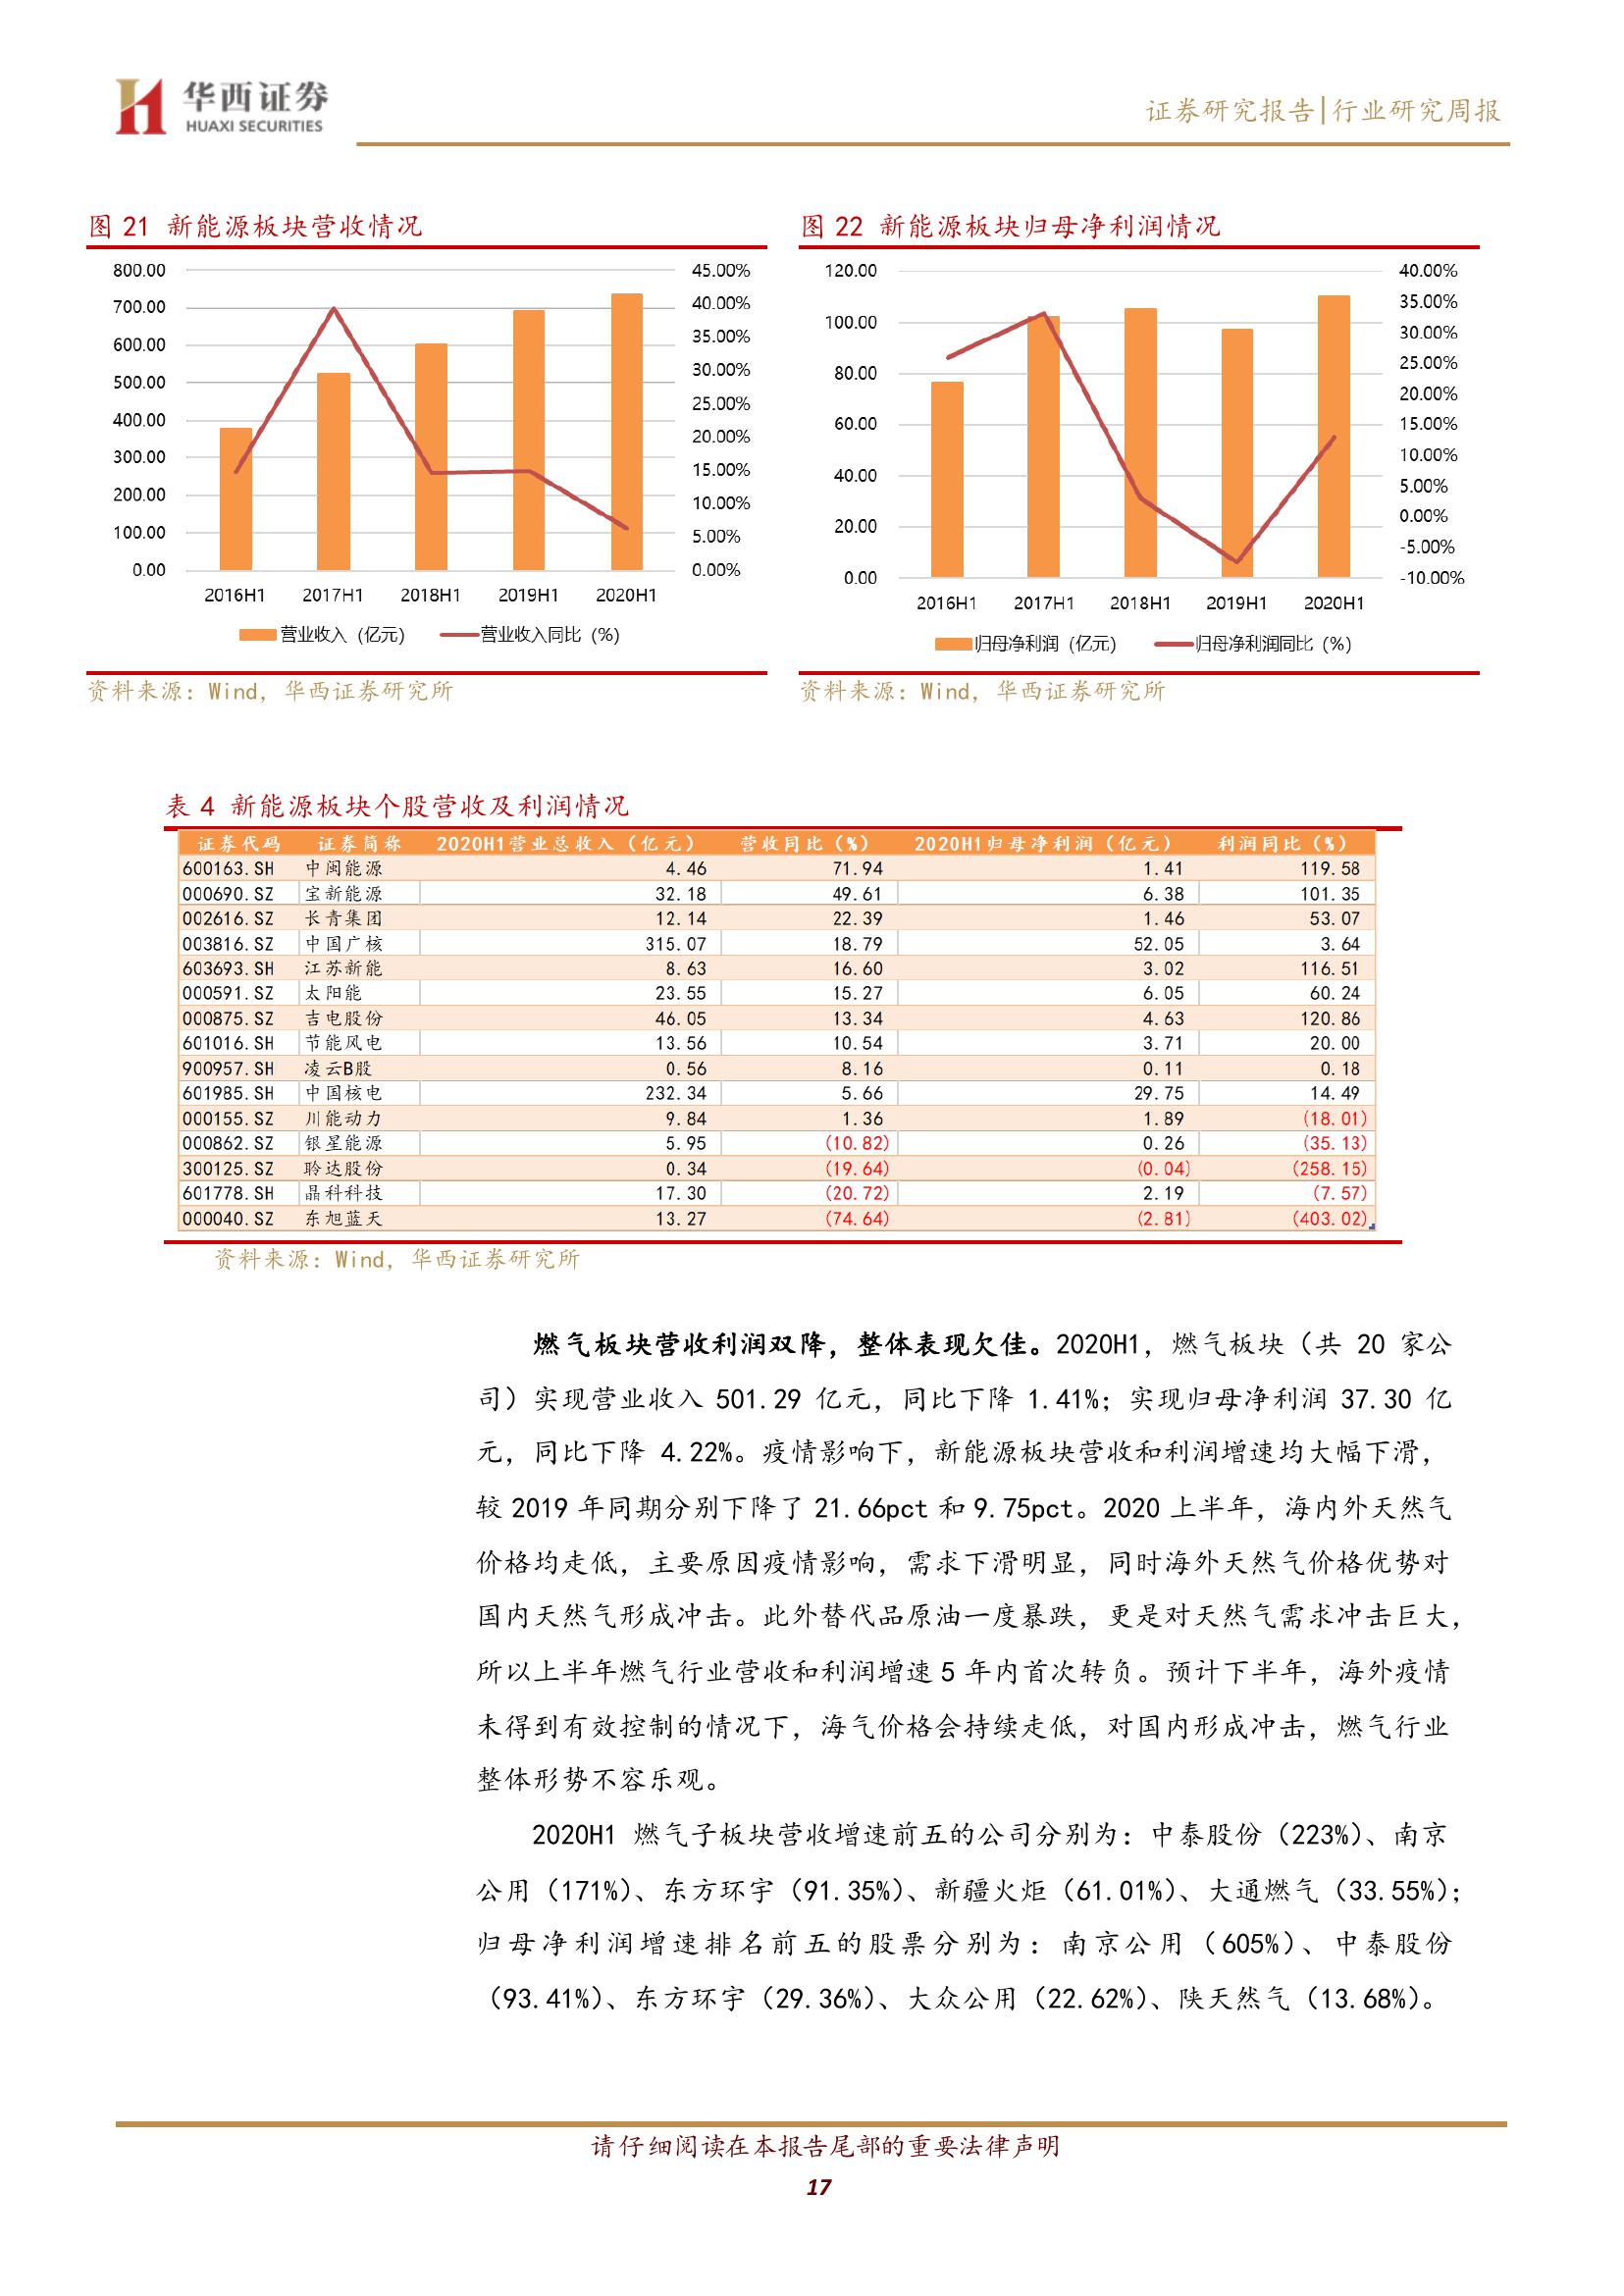 华西证券
HUAXI SECURITIES
证券研究报告|行业研究周报
图 21 新能源板块营收情况
800.00
700.00
600.00
500.00
400.00
300.00
200.00
100.00
0.00
45.00%
40.00%
35.00%
30.00%
25.00%
20.00%
15.00%
10.00%
5.00%
0.00%
2016H1 2017H1 2018H1 2019H1 2020H1
营业收入（亿元） 营业收入同比（%）
资料来源：Wind，华西证券研究所
图 22 新能源板块归母净利润情况
120.00
100.00
80.00
60.00
40.00
20.00
0.00
40.00%
35.00%
30.00%
25.00%
20.00%
15.00%
10.00%
5.00%
0.00%
-5.00%
-10.00%
2016H1 2017H1 2018H1 2019H1 2020H1
归母净利润（亿元） 归母净利润同比（%）
资料来源：Wind，华西证券研究所
表 4 新能源板块个股营收及利润情况
证券代码 证券简称 2020H1营业总收入（亿元） 营收同比（%） 2020H1归母净利润（亿元） 利润同比（%）
600163.SH 中闽能源 4.46 71.94 1.41 119.58
000690.SZ 宝新能源 32.18 49.61 6.38 101.35
002616.SZ 长青集团 12.14 22.39 1.46 53.07
003816.SZ 中国广核 315.07 18.79 52.05 3.64
603693.SH 江苏新能 8.63 16.60 3.02 116.51
000591.SZ 太阳能 23.55 15.27 6.05 60.24
000875.SZ 吉电股份 46.05 13.34 4.63 120.86
601016.SH 节能风电 13.56 10.54 3.71 20.00
900957.SH 凌云B股 0.56 8.16 0.11 0.18
601985.SH 中国核电 232.34 5.66 29.75 14.49
000155.SZ 川能动力 9.84 1.36 1.89 (18.01)
000862.SZ 银星能源 5.95 (10.82) 0.26 (35.13)
300125.SZ 聆达股份 0.34 (19.64) (0.04) (258.15)
601778.SH 晶科科技 17.30 (20.72) 2.19 (7.57)
000040.SZ 东旭蓝天 13.27 (74.64) (2.81) (403.02)
资料来源：Wind，华西证券研究所
燃气板块营收利润双降，整体表现欠佳。2020H1，燃气板块（共 20 家公
司）实现营业收入 501.29 亿元，同比下降 1.41%；实现归母净利润 37.30 亿
元，同比下降 4.22%。疫情影响下，新能源板块营收和利润增速均大幅下滑，
较 2019 年同期分别下降了 21.66pct 和 9.75pct。2020 上半年，海内外天然气
价格均走低，主要原因疫情影响，需求下滑明显，同时海外天然气价格优势对
国内天然气形成冲击。此外替代品原油一度暴跌，更是对天然气需求冲击巨大，
所以上半年燃气行业营收和利润增速 5 年内首次转负。预计下半年，海外疫情
未得到有效控制的情况下，海气价格会持续走低，对国内形成冲击，燃气行业
整体形势不容乐观。
2020H1 燃气子板块营收增速前五的公司分别为：中泰股份（223%）、南京
公用（171%）、东方环宇（91.35%）、新疆火炬（61.01%）、大通燃气（33.55%）；
归母净利润增速排名前五的股票分别为：南京公用（605%）、中泰股份
（93.41%）、东方环宇（29.36%）、大众公用（22.62%）、陕天然气（13.68%）。
请仔细阅读在本报告尾部的重要法律声明
17